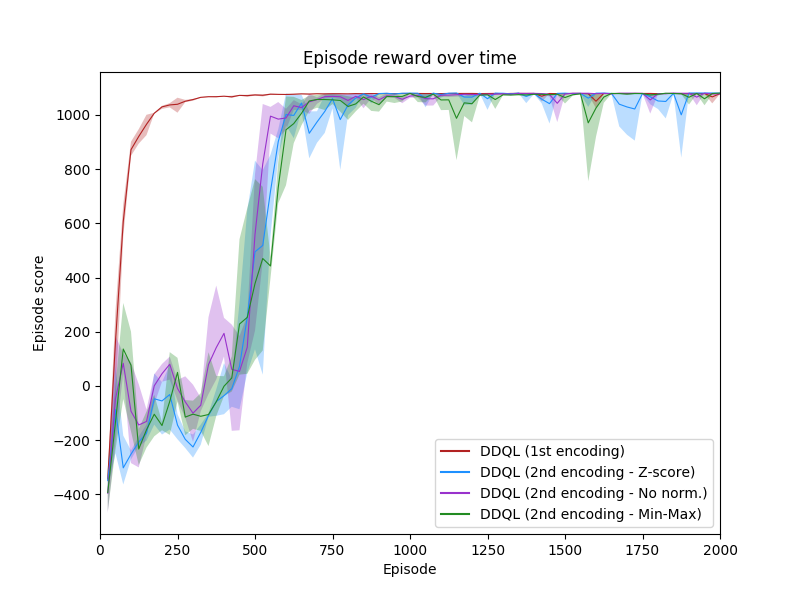 Episode reward over time
Episode score
1000
800
600
400
200
0
−200
−400
0 250 500 750 1000 1250 1500 1750 2000
Episode
DDQL (1st encoding)
DDQL (2nd encoding - Z-score)
DDQL (2nd encoding - No norm.)
DDQL (2nd encoding - Min-Max)